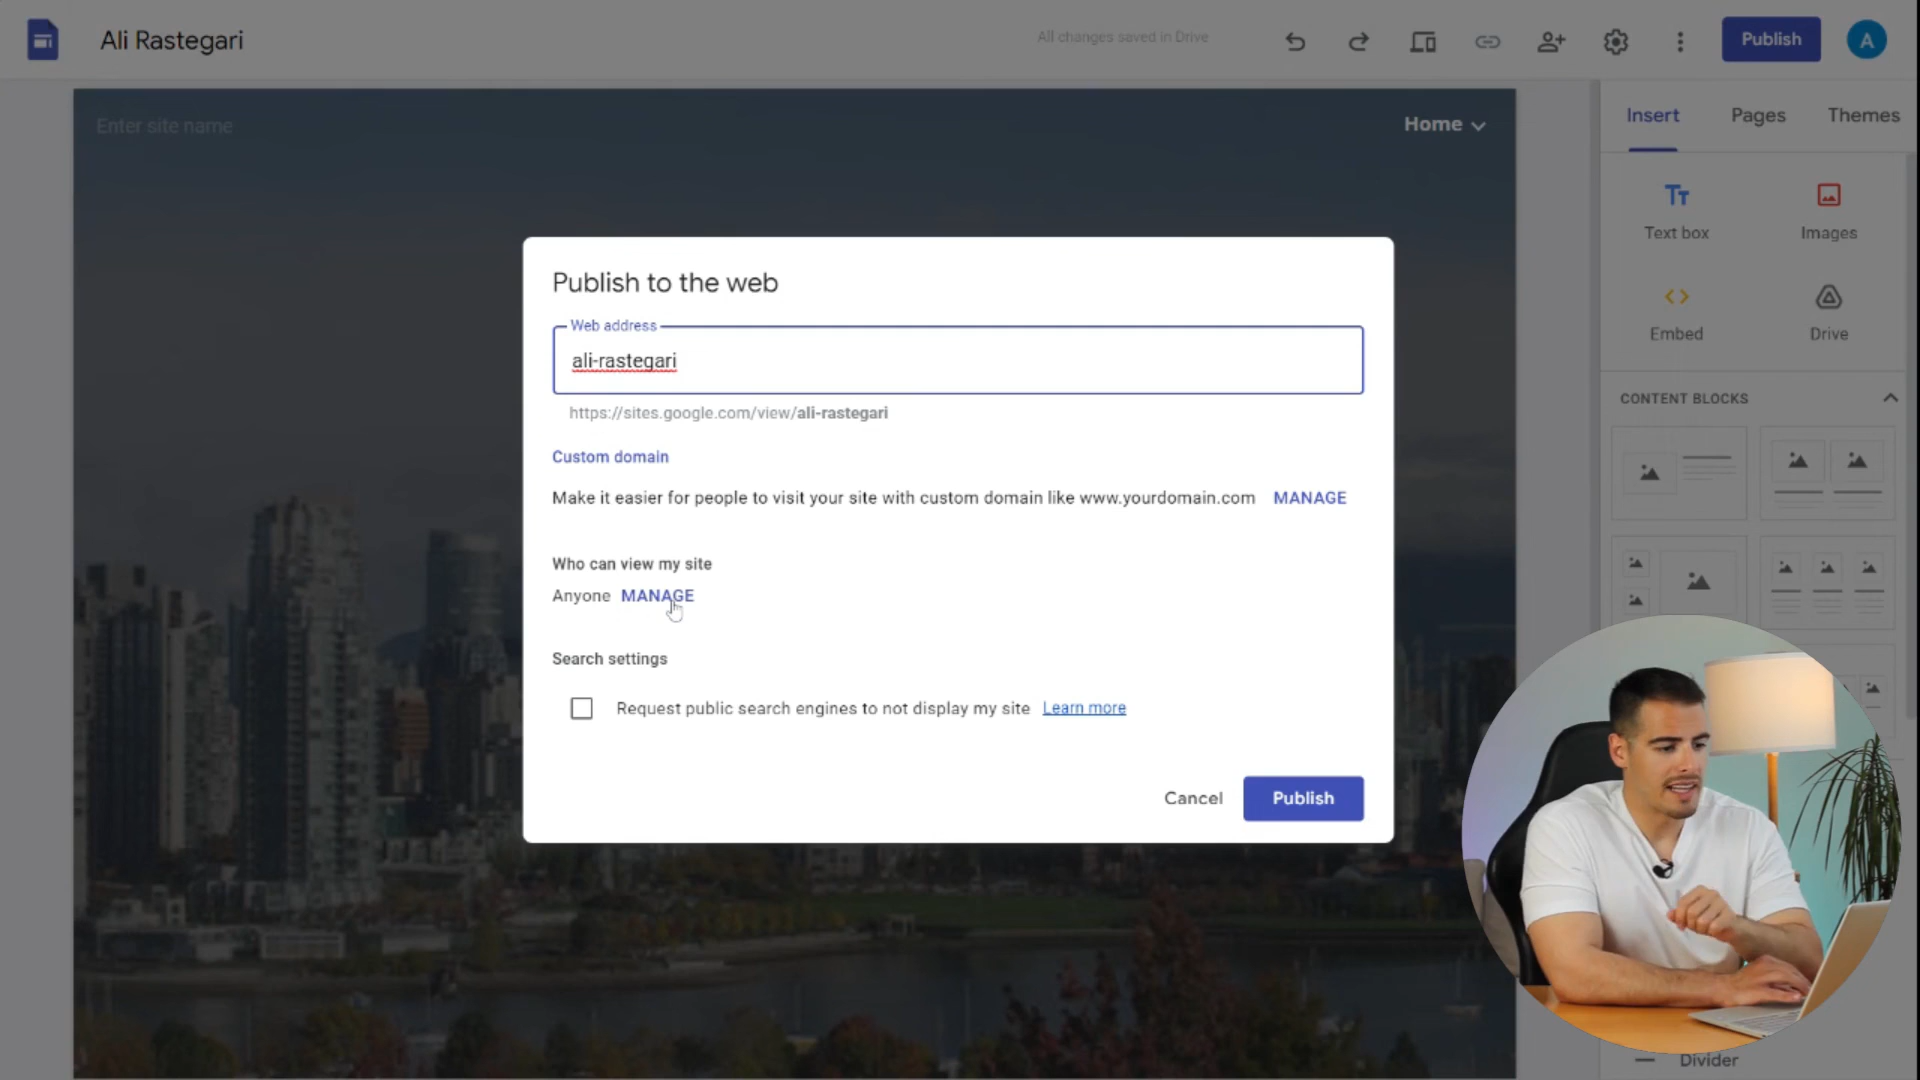 Ali Rastegari
All changes saved in Drive
Publish
A
Enter site name
Home
Insert
Pages
Themes
Text box
Images
Embed
Drive
CONTENT BLOCKS
Publish to the web
Web address
ali-rastegari
https://sites.google.com/view/ali-rastegari
Custom domain
Make it easier for people to visit your site with custom domain like www.yourdomain.com MANAGE
Who can view my site
Anyone MANAGE
Search settings
Request public search engines to not display my site Learn more
Cancel
Publish
Divider